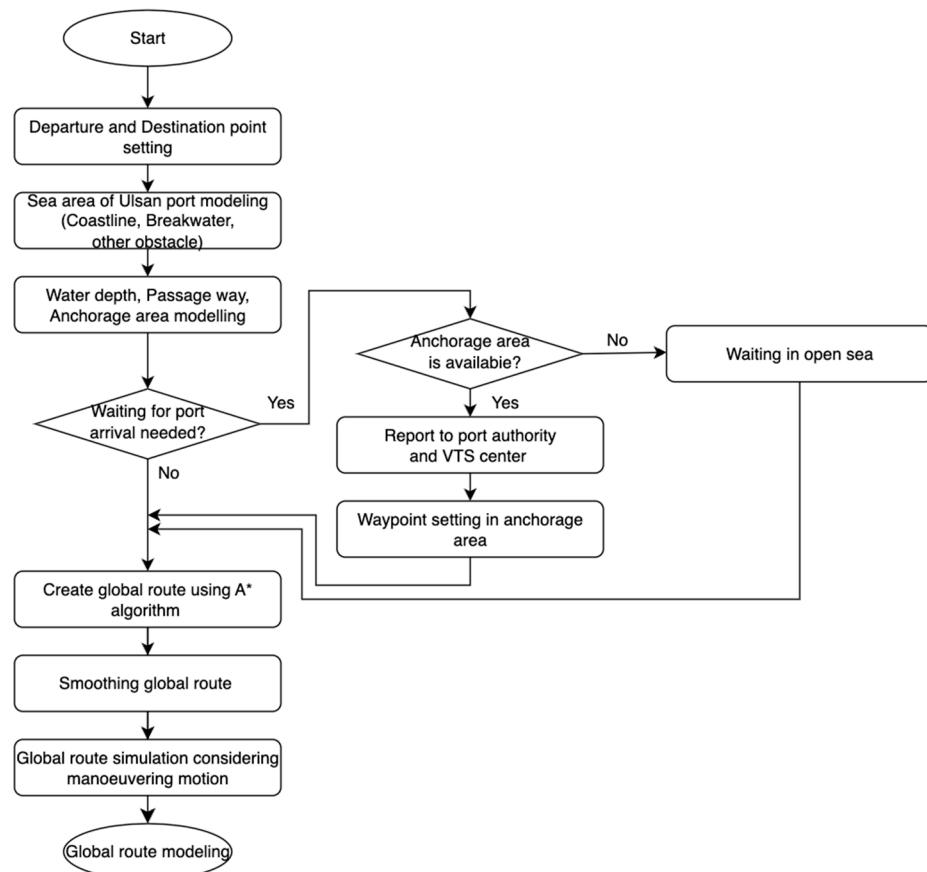 Start
Departure and Destination point
setting
Sea area of Ulsan port modeling
(Coastline, Breakwater,
other obstacle)
Water depth, Passage way,
Anchorage area modelling
Waiting for port
arrival needed?
Yes
No
Anchorage area
is availabie?
No
Waiting in open sea
Yes
Report to port authority
and VTS center
Waypoint setting in anchorage
area
Create global route using A*
algorithm
Smoothing global route
Global route simulation considering
manoeuvering motion
Global route modeling